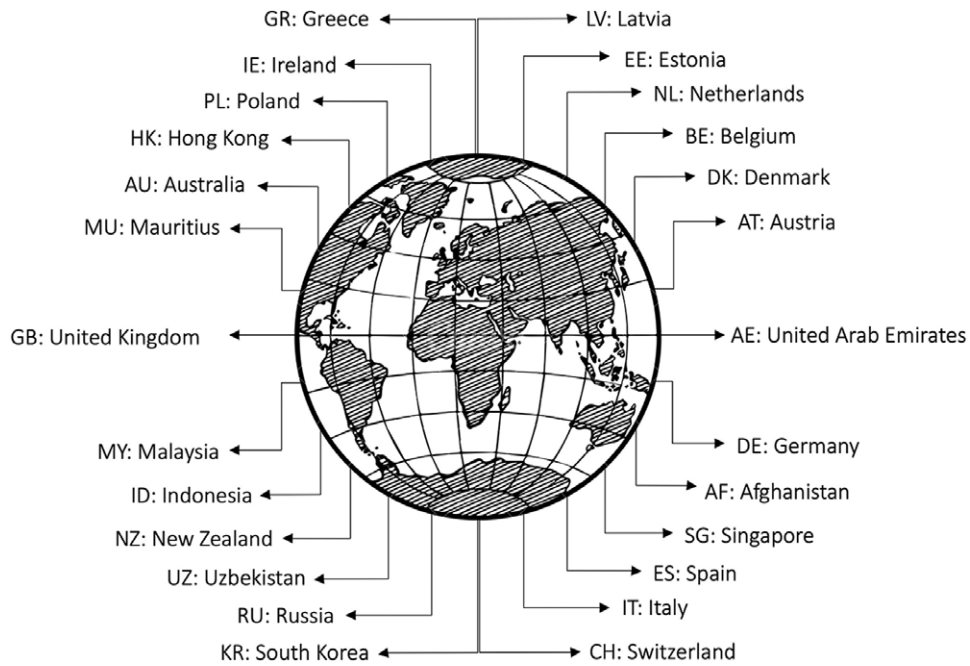 GR: Greece
LV: Latvia
IE: Ireland
EE: Estonia
PL: Poland
NL: Netherlands
HK: Hong Kong
BE: Belgium
AU: Australia
DK: Denmark
MU: Mauritius
AT: Austria
GB: United Kingdom
AE: United Arab Emirates
MY: Malaysia
DE: Germany
ID: Indonesia
AF: Afghanistan
NZ: New Zealand
SG: Singapore
UZ: Uzbekistan
ES: Spain
RU: Russia
IT: Italy
KR: South Korea
CH: Switzerland